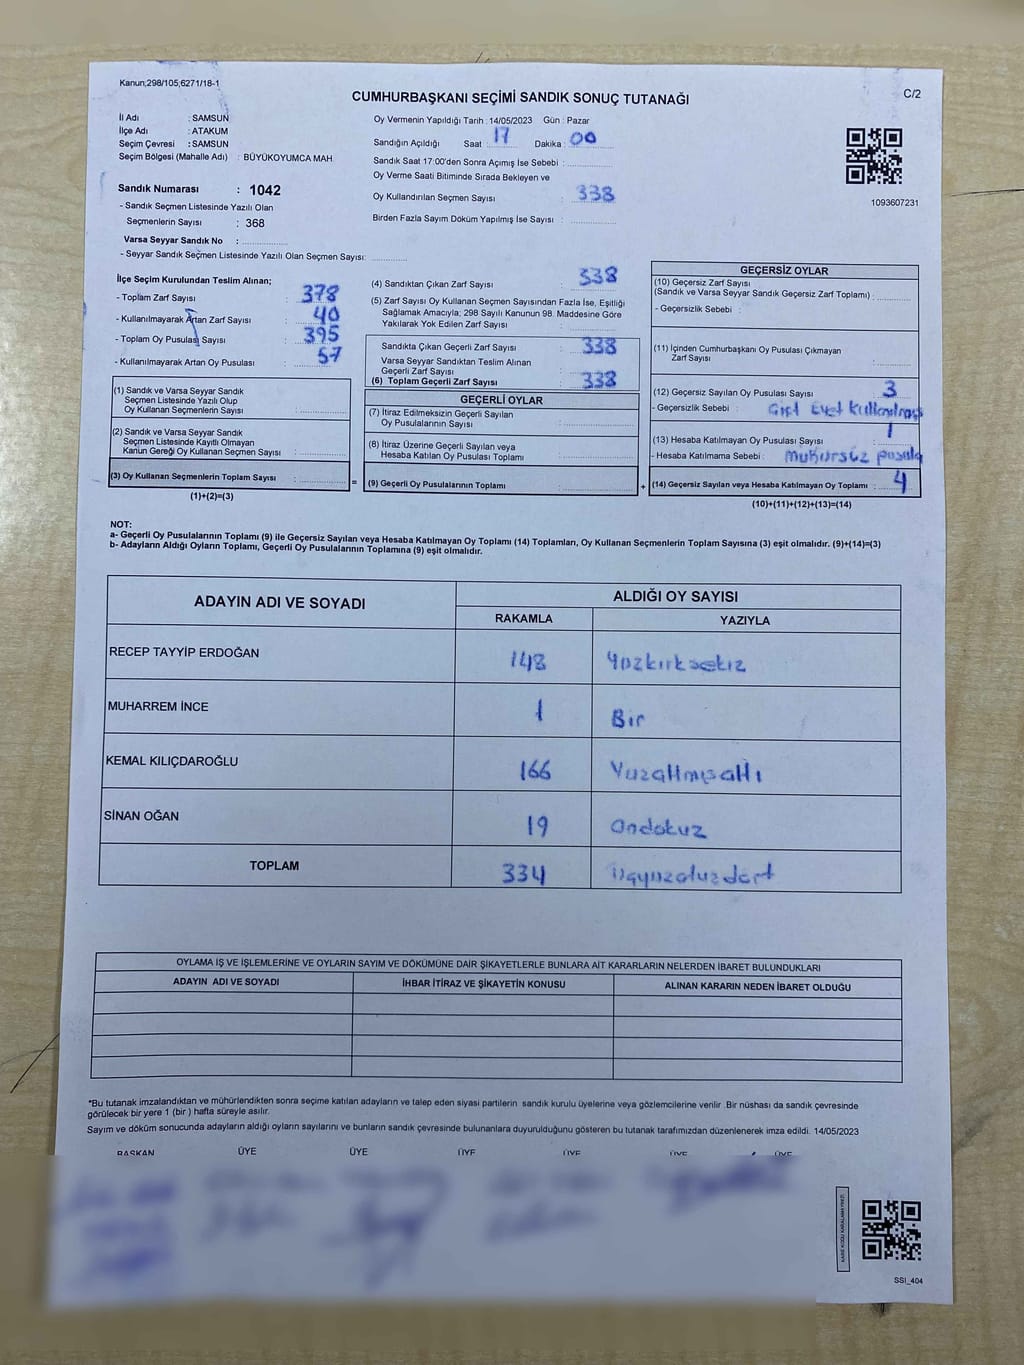 Kanun;298/105;6271/18-1
C/2
CUMHURBAŞKANI SEÇİMİ SANDIK SONUÇ TUTANAĞI
İl Adı : SAMSUN
İlçe Adı : ATAKUM
Seçim Çevresi : SAMSUN
Seçim Bölgesi (Mahalle Adı) : BÜYÜKOYUMCA MAH
Sandık Numarası : 1042
- Sandık Seçmen Listesinde Yazılı Olan
Seçmenlerin Sayısı : 368
Varsa Seyyar Sandık No :
- Seyyar Sandık Seçmen Listesinde Yazılı Olan Seçmen Sayısı:
Oy Vermenin Yapıldığı Tarih : 14/05/2023 Gün : Pazar
Sandığın Açıldığı Saat : 17 Dakika : 00
Sandık Saat 17:00'den Sonra Açımış İse Sebebi :
Oy Verme Saati Bitiminde Sırada Bekleyen ve
Oy Kullandırılan Seçmen Sayısı : 338
Birden Fazla Sayım Döküm Yapılmış İse Sayısı :
1093607231
İlçe Seçim Kurulundan Teslim Alınan;
- Toplam Zarf Sayısı : 378
- Kullanılmayarak Artan Zarf Sayısı : 40
- Toplam Oy Pusulası Sayısı : 395
- Kullanılmayarak Artan Oy Pusulası : 57
(1) Sandık ve Varsa Seyyar Sandık
Seçmen Listesinde Yazılı Olup
Oy Kullanan Seçmenlerin Sayısı :
(2) Sandık ve Varsa Seyyar Sandık
Seçmen Listesinde Kayıtlı Olmayan
Kanun Gereği Oy Kullanan Seçmen Sayısı :
(3) Oy Kullanan Seçmenlerin Toplam Sayısı :
(1)+(2)=(3)
(4) Sandıktan Çıkan Zarf Sayısı : 338
(5) Zarf Sayısı Oy Kullanan Seçmen Sayısından Fazla İse, Eşitliği
Sağlamak Amacıyla; 298 Sayılı Kanunun 98. Maddesine Göre
Yakılarak Yok Edilen Zarf Sayısı :
Sandıkta Çıkan Geçerli Zarf Sayısı : 338
Varsa Seyyar Sandıktan Teslim Alınan
Geçerli Zarf Sayısı :
(6) Toplam Geçerli Zarf Sayısı : 338
GEÇERLİ OYLAR
(7) İtiraz Edilmeksizin Geçerli Sayılan
Oy Pusulalarının Sayısı :
(8) İtiraz Üzerine Geçerli Sayılan veya
Hesaba Katılan Oy Pusulası Toplamı :
= (9) Geçerli Oy Pusulalarının Toplamı :
GEÇERSİZ OYLAR
(10) Geçersiz Zarf Sayısı
(Sandık ve Varsa Seyyar Sandık Geçersiz Zarf Toplamı) :
- Geçersizlik Sebebi :
(11) İçinden Cumhurbaşkanı Oy Pusulası Çıkmayan
Zarf Sayısı :
(12) Geçersiz Sayılan Oy Pusulası Sayısı : 3
- Geçersizlik Sebebi : Çift Evet
(13) Hesaba Katılmayan Oy Pusulası Sayısı : 1
- Hesaba Katılmama Sebebi : Mühürsüz pusula
+ (14) Geçersiz Sayılan veya Hesaba Katılmayan Oy Toplamı : 4
(10)+(11)+(12)+(13)=(14)
NOT:
a- Geçerli Oy Pusulalarının Toplamı (9) ile Geçersiz Sayılan veya Hesaba Katılmayan Oy Toplamı (14) Toplamları, Oy Kullanan Seçmenlerin Toplam Sayısına (3) eşit olmalıdır. (9)+(14)=(3)
b- Adayların Aldığı Oyların Toplamı, Geçerli Oy Pusulalarının Toplamına (9) eşit olmalıdır.
ADAYIN ADI VE SOYADI
ALDIĞI OY SAYISI
RAKAMLA YAZIYLA
RECEP TAYYİP ERDOĞAN 148 Yüzkırksekiz
MUHARREM İNCE 1 Bir
KEMAL KILIÇDAROĞLU 166 Yüzaltmışaltı
SİNAN OĞAN 19 Ondokuz
TOPLAM 334 Üçyüzotuzdört
OYLAMA İŞ VE İŞLEMLERİNE VE OYLARIN SAYIM VE DÖKÜMÜNE DAİR ŞİKAYETLERLE BUNLARA AİT KARARLARIN NELERDEN İBARET BULUNDUKLARI
ADAYIN ADI VE SOYADI İHBAR İTİRAZ VE ŞİKAYETİN KONUSU ALINAN KARARIN NEDEN İBARET OLDUĞU
*Bu tutanak imzalandıktan ve mühürlendikten sonra seçime katılan adayların ve talep eden siyasi partilerin sandık kurulu üyelerine veya gözlemcilerine verilir .Bir nüshası da sandık çevresinde
görülecek bir yere 1 (bir ) hafta süreyle asılır.
Sayım ve döküm sonucunda adayların aldığı oyların sayılarını ve bunların sandık çevresinde bulunanlara duyurulduğunu gösteren bu tutanak tarafımızdan düzenlenerek imza edildi. 14/05/2023
BAŞKAN ÜYE ÜYE ÜYE ÜYE ÜYE ÜYE
KARE KODU KARALAMAYINIZ!
SSI_404